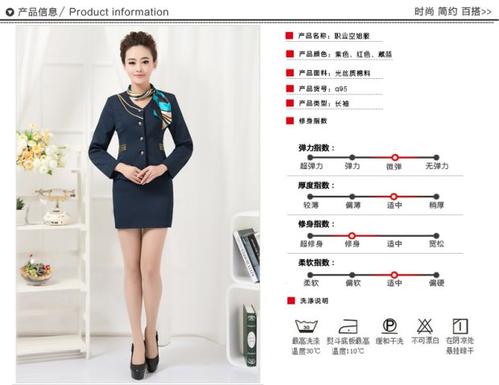 产品信息/ Product information
时尚 简约 百搭>>
产品名称：职业空姐服
产品颜色：紫色、红色、藏蓝
产品面料：光丝质棉料
产品货号：α95
产品类型：长袖
修身指数：
弹力指数：
超弹力 弹力 微弹 无弹力
厚度指数：
较薄 偏薄 适中 稍厚
修身指数：
超修身 修身 适中 宽松
柔软指数：
柔软 偏软 适中 偏硬
洗涤说明
30
最高洗涤 熨斗底板最高 缓和干洗 不可漂白 在阴凉处
温度30℃ 温度110℃ 悬挂晾干